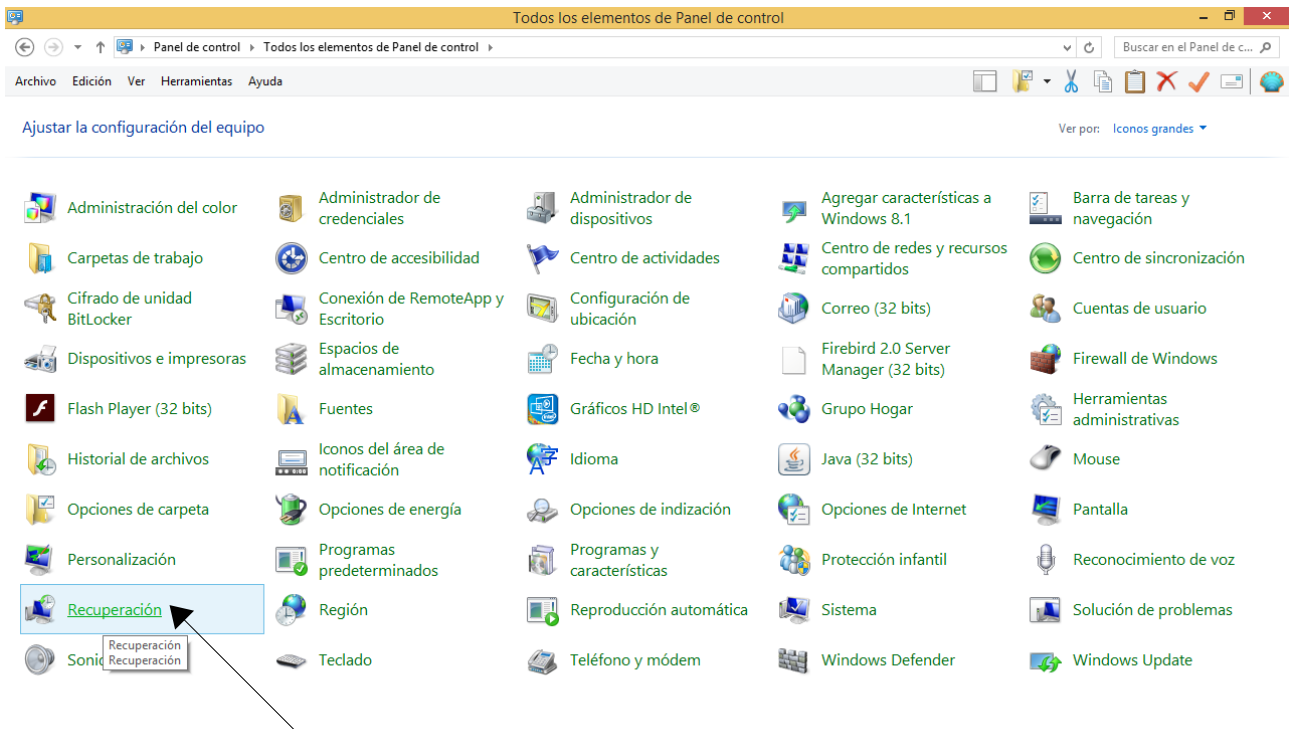 Todos los elementos de Panel de control
Panel de control Todos los elementos de Panel de control
Buscar en el Panel de c...
Archivo Edición Ver Herramientas Ayuda
Ajustar la configuración del equipo
Ver por: Iconos grandes
Administración del color
Administrador de
credenciales
Administrador de
dispositivos
Agregar características a
Windows 8.1
Barra de tareas y
navegación
Carpetas de trabajo
Centro de accesibilidad
Centro de actividades
Centro de redes y recursos
compartidos
Centro de sincronización
Cifrado de unidad
BitLocker
Conexión de RemoteApp y
Escritorio
Configuración de
ubicación
Correo (32 bits)
Cuentas de usuario
Dispositivos e impresoras
Espacios de
almacenamiento
Fecha y hora
Firebird 2.0 Server
Manager (32 bits)
Firewall de Windows
Flash Player (32 bits)
Fuentes
Gráficos HD Intel®
Grupo Hogar
Herramientas
administrativas
Historial de archivos
Iconos del área de
notificación
Idioma
Java (32 bits)
Mouse
Opciones de carpeta
Opciones de energía
Opciones de indización
Opciones de Internet
Pantalla
Personalización
Programas
predeterminados
Programas y
características
Protección infantil
Reconocimiento de voz
Recuperación
Región
Reproducción automática
Sistema
Solución de problemas
Recuperación
Recuperación
Teclado
Teléfono y módem
Windows Defender
Windows Update